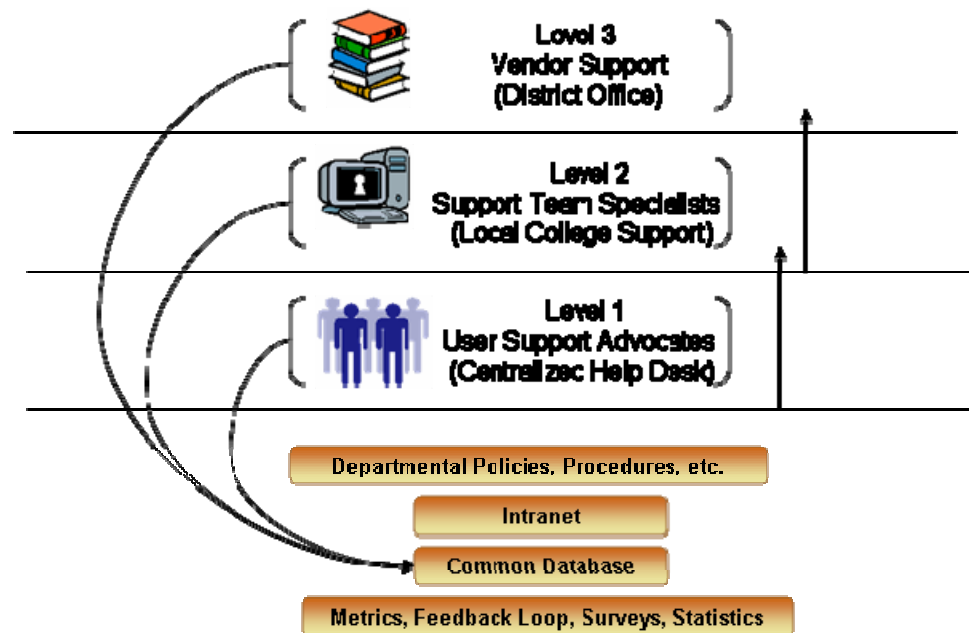 Level 3
Vendor Support
(District Office)
Level 2
Support Team Specialists
(Local College Support)
Level 1
User Support Advocates
(Centralized Help Desk)
Departmental Policies, Procedures, etc.
Intranet
Common Database
Metrics, Feedback Loop, Surveys, Statistics